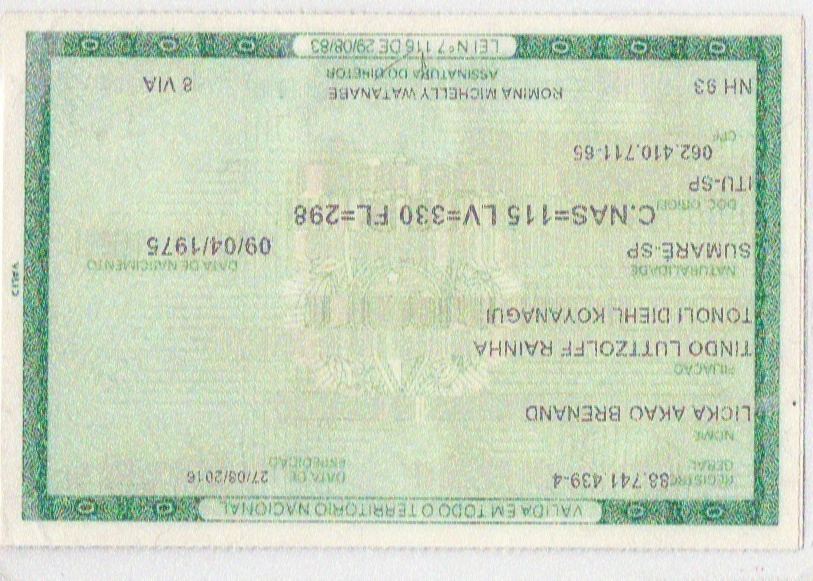 VÁLIDA EM TODO O TERRITÓRIO NACIONAL
REGISTRO GERAL 88.741.439-4 DATA DE EXPEDIÇÃO 27/08/2016
NOME
LICKA AKAO BRENAND
FILIAÇÃO
TINDO LUTTZOLFF RAINHA
TONOLI DIEHL KOYANAGUI
NATURALIDADE DATA DE NASCIMENTO
SUMARÉ-SP 09/04/1975
DOC. ORIGEM C.NAS=115 LV=330 FL=298
ITU-SP
CPF
062.410.711-65
NH 93 ROMINA MICHELLY WATANABE 8 VIA
ASSINATURA DO DIRETOR
LEI Nº 7.116 DE 29/08/83